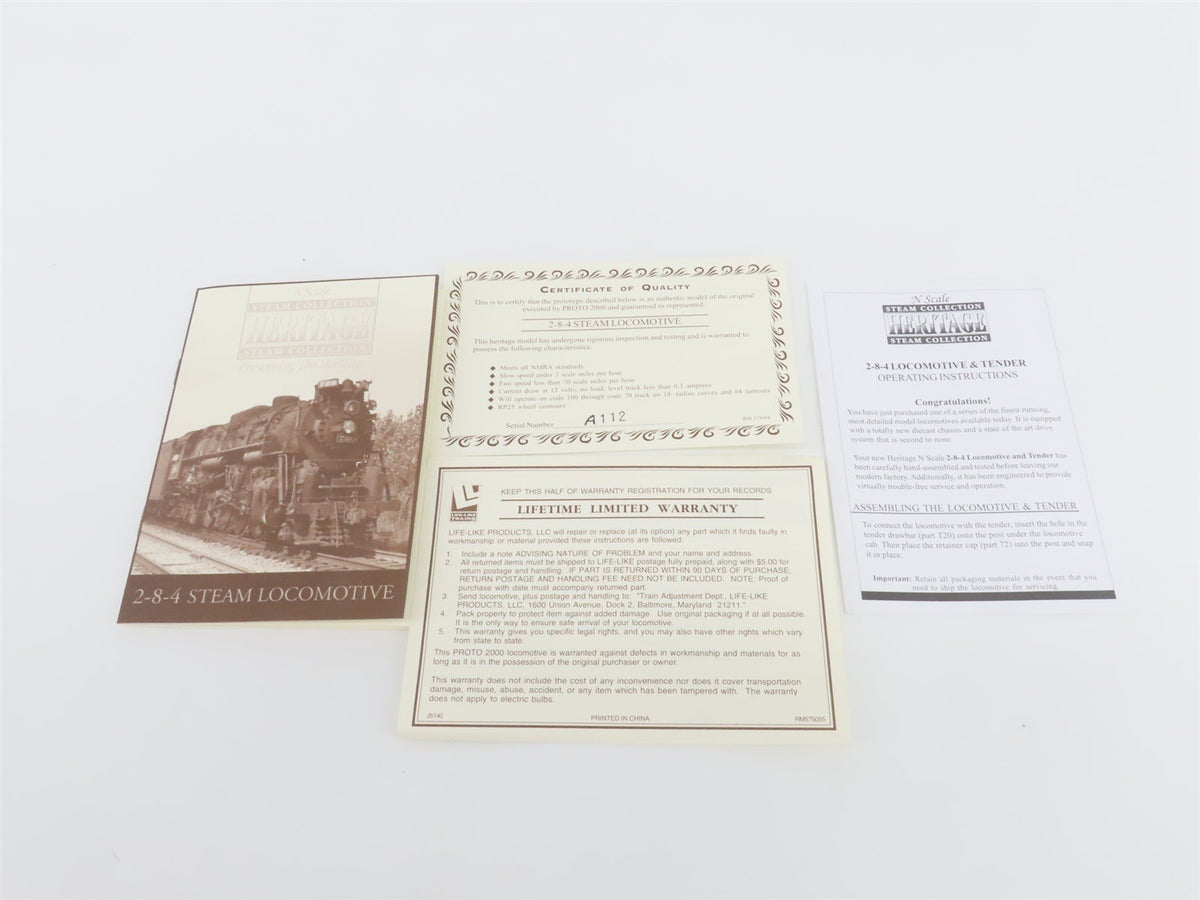 N Scale
STEAM COLLECTION
HERITAGE
STEAM COLLECTION
Presenting the Heritage
2-8-4 STEAM LOCOMOTIVE
CERTIFICATE OF QUALITY
This is to certify that the prototype described below is an authentic model of the original
executed by PROTO 2000 and guaranteed as represented.
2-8-4 STEAM LOCOMOTIVE
This heritage model has undergone rigorous inspection and testing and is warranted to
possess the following characteristics:
◆ Meets all NMRA standards
◆ Slow speed under 3 scale miles per hour
◆ Fast speed less than 70 scale miles per hour
◆ Current draw at 12 volts, no load, level track less than 0.3 amperes
◆ Will operate on code 100 through code 70 track on 18" radius curves and #4 turnouts
◆ RP25 wheel contours
Serial Number A112
LIFE-LIKE
TRAINS
KEEP THIS HALF OF WARRANTY REGISTRATION FOR YOUR RECORDS
LIFETIME LIMITED WARRANTY
LIFE-LIKE PRODUCTS, LLC will repair or replace (at its option) any part which it finds faulty in
workmanship or material provided these instructions are followed:
1. Include a note ADVISING NATURE OF PROBLEM and your name and address.
2. All returned items must be shipped to LIFE-LIKE postage fully prepaid, along with $5.00 for
return postage and handling. IF PART IS RETURNED WITHIN 90 DAYS OF PURCHASE,
RETURN POSTAGE AND HANDLING FEE NEED NOT BE INCLUDED. NOTE: Proof of
purchase with date must accompany returned part.
3. Send locomotive, plus postage and handling to: "Train Adjustment Dept., LIFE-LIKE
PRODUCTS, LLC, 1600 Union Avenue, Dock 2, Baltimore, Maryland 21211."
4. Pack properly to protect item against added damage. Use original packaging if at all possible.
It is the only way to ensure safe arrival of your locomotive.
5. This warranty gives you specific legal rights, and you may also have other rights which vary
from state to state.
This PROTO 2000 locomotive is warranted against defects in workmanship and materials for as
long as it is in the possession of the original purchaser or owner.
This warranty does not include the cost of any inconvenience nor does it cover transportation
damage, misuse, abuse, accident, or any item which has been tampered with. The warranty
does not apply to electric bulbs.
J5140 PRINTED IN CHINA RM575055
N Scale
STEAM COLLECTION
HERITAGE
STEAM COLLECTION
2-8-4 LOCOMOTIVE & TENDER
OPERATING INSTRUCTIONS
Congratulations!
You have just purchased one of a series of the finest running,
most detailed model locomotives available today. It is equipped
with a totally new diecast chassis and a state of the art drive
system that is second to none.
Your new Heritage N Scale 2-8-4 Locomotive and Tender has
been carefully hand-assembled and tested before leaving our
modern factory. Additionally, it has been engineered to provide
virtually trouble-free service and operation.
ASSEMBLING THE LOCOMOTIVE & TENDER
To connect the locomotive with the tender, insert the hole in the
tender drawbar (part T20) onto the post under the locomotive
cab. Then place the retainer cap (part 72) into the post and snap
it in place.
Important: Retain all packaging materials in the event that you
need to ship the locomotive for servicing.